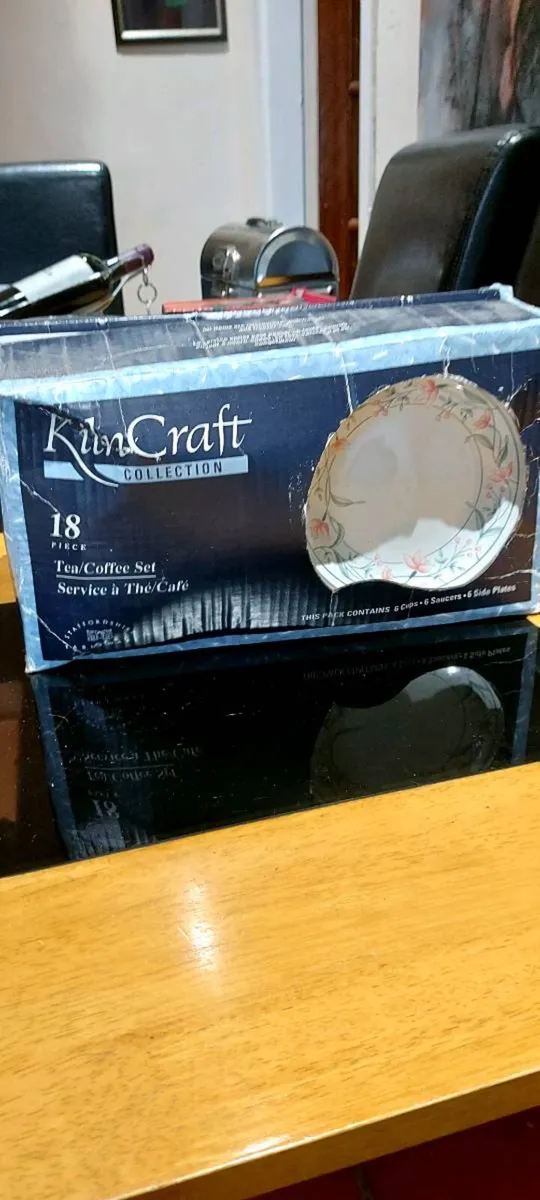 KilnCraft
COLLECTION
18
PIECE
Tea/Coffee Set
Service à Thé/Café
STAFFORDSHIRE
THIS PACK CONTAINS 6 Cups • 6 Saucers • 6 Side Plates